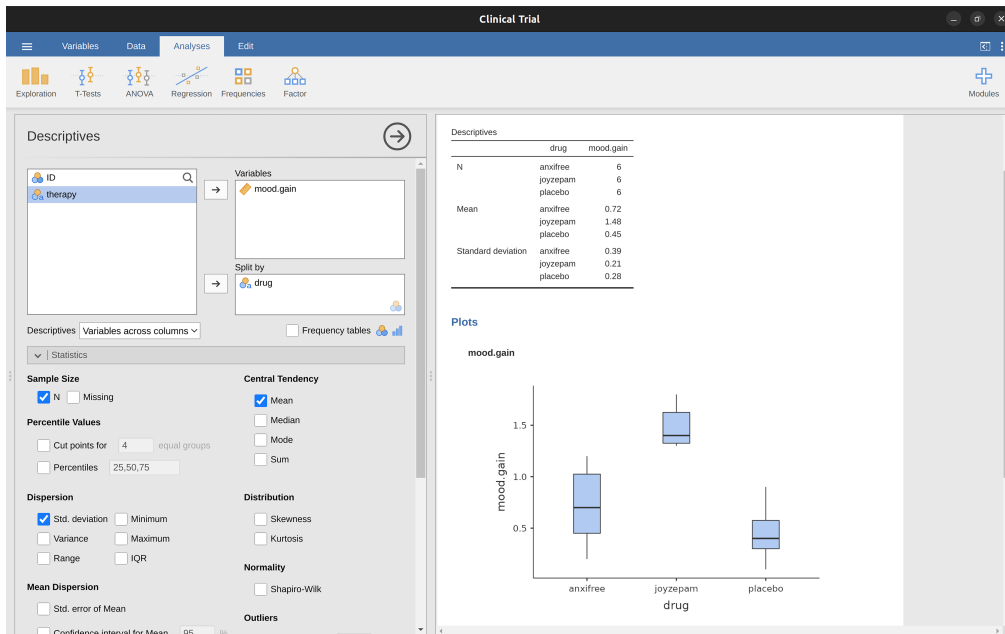 Clinical Trial
Variables Data Analyses Edit
Exploration T-Tests ANOVA Regression Frequencies Factor Modules
Descriptives
ID
therapy
Variables
mood.gain
Split by
drug
Descriptives Variables across columns Frequency tables
Statistics
Sample Size
N Missing
Percentile Values
Cut points for 4 equal groups
Percentiles 25,50,75
Dispersion
Std. deviation Minimum
Variance Maximum
Range IQR
Mean Dispersion
Std. error of Mean
Confidence interval for Mean 95 %
Central Tendency
Mean
Median
Mode
Sum
Distribution
Skewness
Kurtosis
Normality
Shapiro-Wilk
Outliers
Descriptives
drug mood.gain
N anxifree 6
joyzepam 6
placebo 6
Mean anxifree 0.72
joyzepam 1.48
placebo 0.45
Standard deviation anxifree 0.39
joyzepam 0.21
placebo 0.28
Plots
mood.gain
mood.gain
1.5
1.0
0.5
anxifree joyzepam placebo
drug